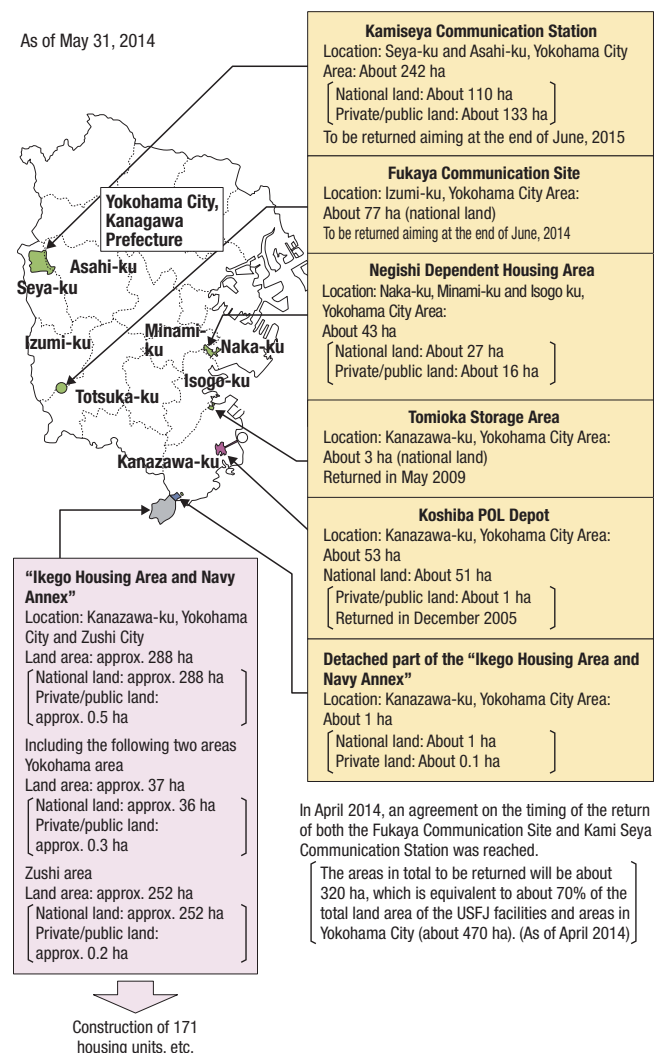 As of May 31, 2014
Kamiseya Communication Station
Location: Seya-ku and Asahi-ku, Yokohama City
Area: About 242 ha
National land: About 110 ha
Private/public land: About 133 ha
To be returned aiming at the end of June, 2015
Fukaya Communication Site
Location: Izumi-ku, Yokohama City Area:
About 77 ha (national land)
To be returned aiming at the end of June, 2014
Negishi Dependent Housing Area
Location: Naka-ku, Minami-ku and Isogo ku,
Yokohama City Area:
About 43 ha
National land: About 27 ha
Private/public land: About 16 ha
Tomioka Storage Area
Location: Kanazawa-ku, Yokohama City Area:
About 3 ha (national land)
Returned in May 2009
Koshiba POL Depot
Location: Kanazawa-ku, Yokohama City Area:
About 53 ha
National land: About 51 ha
Private/public land: About 1 ha
Returned in December 2005
Detached part of the “Ikego Housing Area and
Navy Annex”
Location: Kanazawa-ku, Yokohama City Area:
About 1 ha
National land: About 1 ha
Private land: About 0.1 ha
Yokohama City,
Kanagawa
Prefecture
Asahi-ku
Seya-ku
Izumi-ku
Minami-
ku
Naka-ku
Isogo-ku
Totsuka-ku
Kanazawa-ku
“Ikego Housing Area and Navy
Annex”
Location: Kanazawa-ku, Yokohama
City and Zushi City
Land area: approx. 288 ha
National land: approx. 288 ha
Private/public land:
approx. 0.5 ha
Including the following two areas
Yokohama area
Land area: approx. 37 ha
National land: approx. 36 ha
Private/public land:
approx. 0.3 ha
Zushi area
Land area: approx. 252 ha
National land: approx. 252 ha
Private/public land:
approx. 0.2 ha
Construction of 171
housing units, etc.
In April 2014, an agreement on the timing of the return
of both the Fukaya Communication Site and Kami Seya
Communication Station was reached.
The areas in total to be returned will be about
320 ha, which is equivalent to about 70% of the
total land area of the USFJ facilities and areas in
Yokohama City (about 470 ha). (As of April 2014)